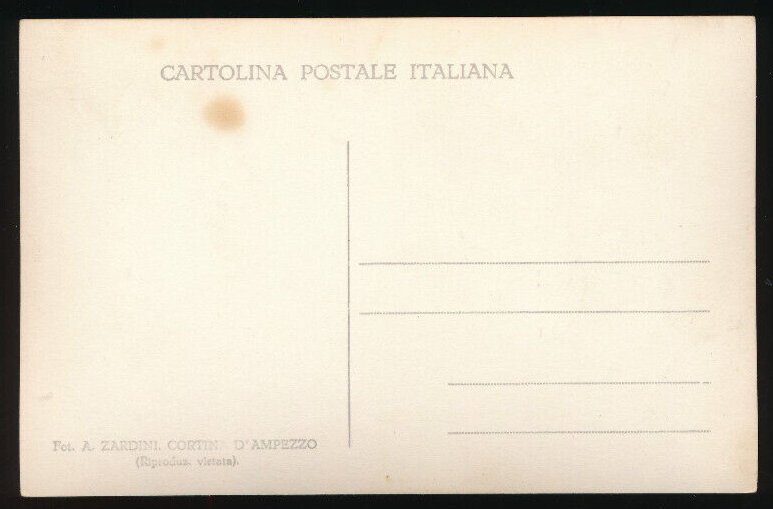 CARTOLINA POSTALE ITALIANA
Fot. A. ZARDINI. CORTINA D'AMPEZZO
(Riproduz. vietata).